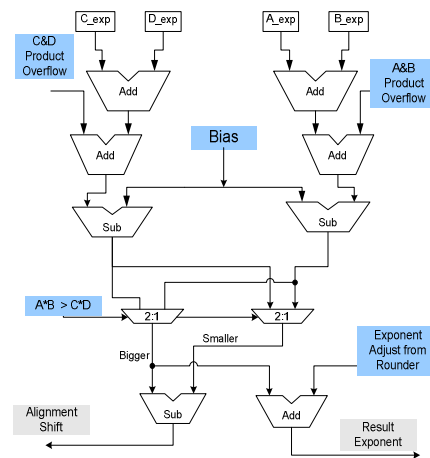 C_exp
D_exp
A_exp
B_exp
C&D
Product
Overflow
A&B
Product
Overflow
Add
Add
Add
Add
Bias
Sub
Sub
A*B > C*D
2:1
2:1
Smaller
Bigger
Exponent
Adjust from
Rounder
Sub
Add
Alignment
Shift
Result
Exponent